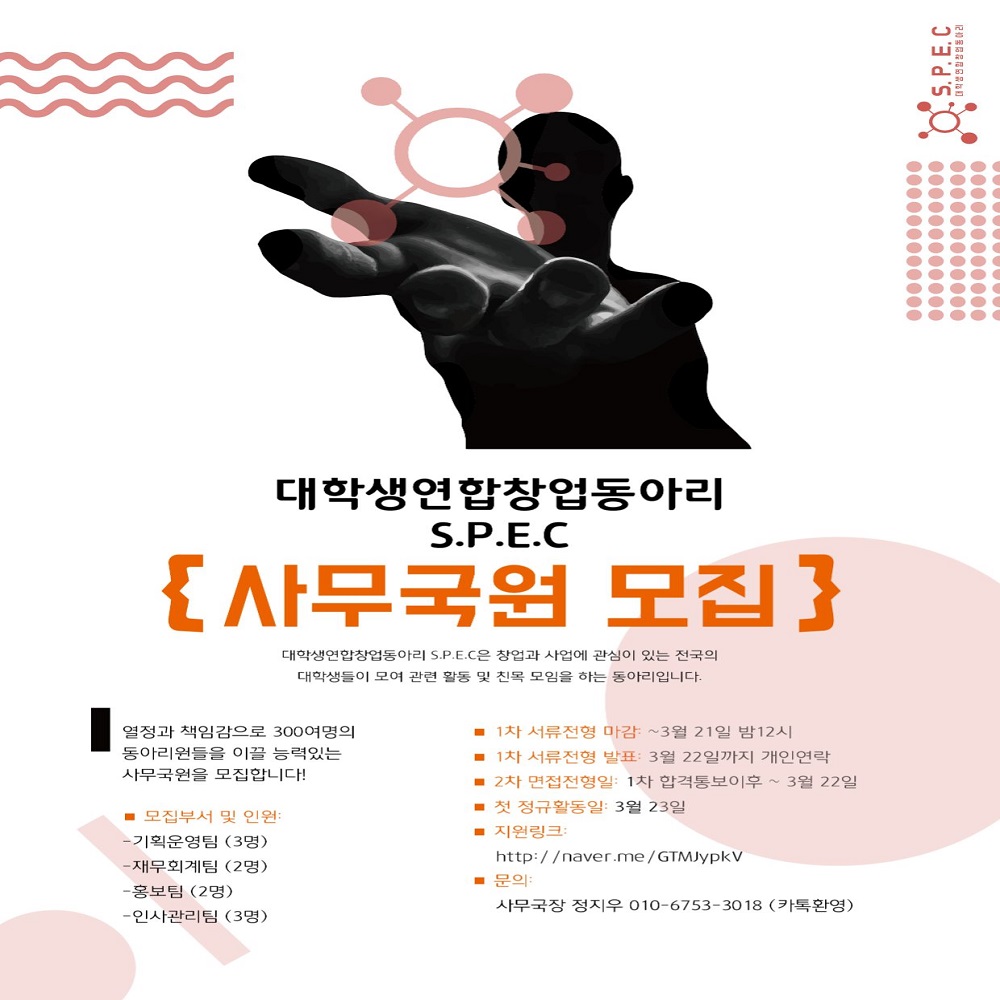 S.P.E.C
대학생연합창업동아리
대학생연합창업동아리
S.P.E.C
{ 사무국원 모집 }
대학생연합창업동아리 S.P.E.C은 창업과 사업에 관심이 있는 전국의
대학생들이 모여 관련 활동 및 친목 모임을 하는 동아리입니다.
열정과 책임감으로 300여명의
동아리원들을 이끌 능력있는
사무국원을 모집합니다!
■ 모집부서 및 인원:
-기획운영팀 (3명)
-재무회계팀 (2명)
-홍보팀 (2명)
-인사관리팀 (3명)
■ 1차 서류전형 마감: ~3월 21일 밤12시
■ 1차 서류전형 발표: 3월 22일까지 개인연락
■ 2차 면접전형일: 1차 합격통보이후 ~ 3월 22일
■ 첫 정규활동일: 3월 23일
■ 지원링크:
http://naver.me/GTMJypkV
■ 문의:
사무국장 정지우 010-6753-3018 (카톡환영)